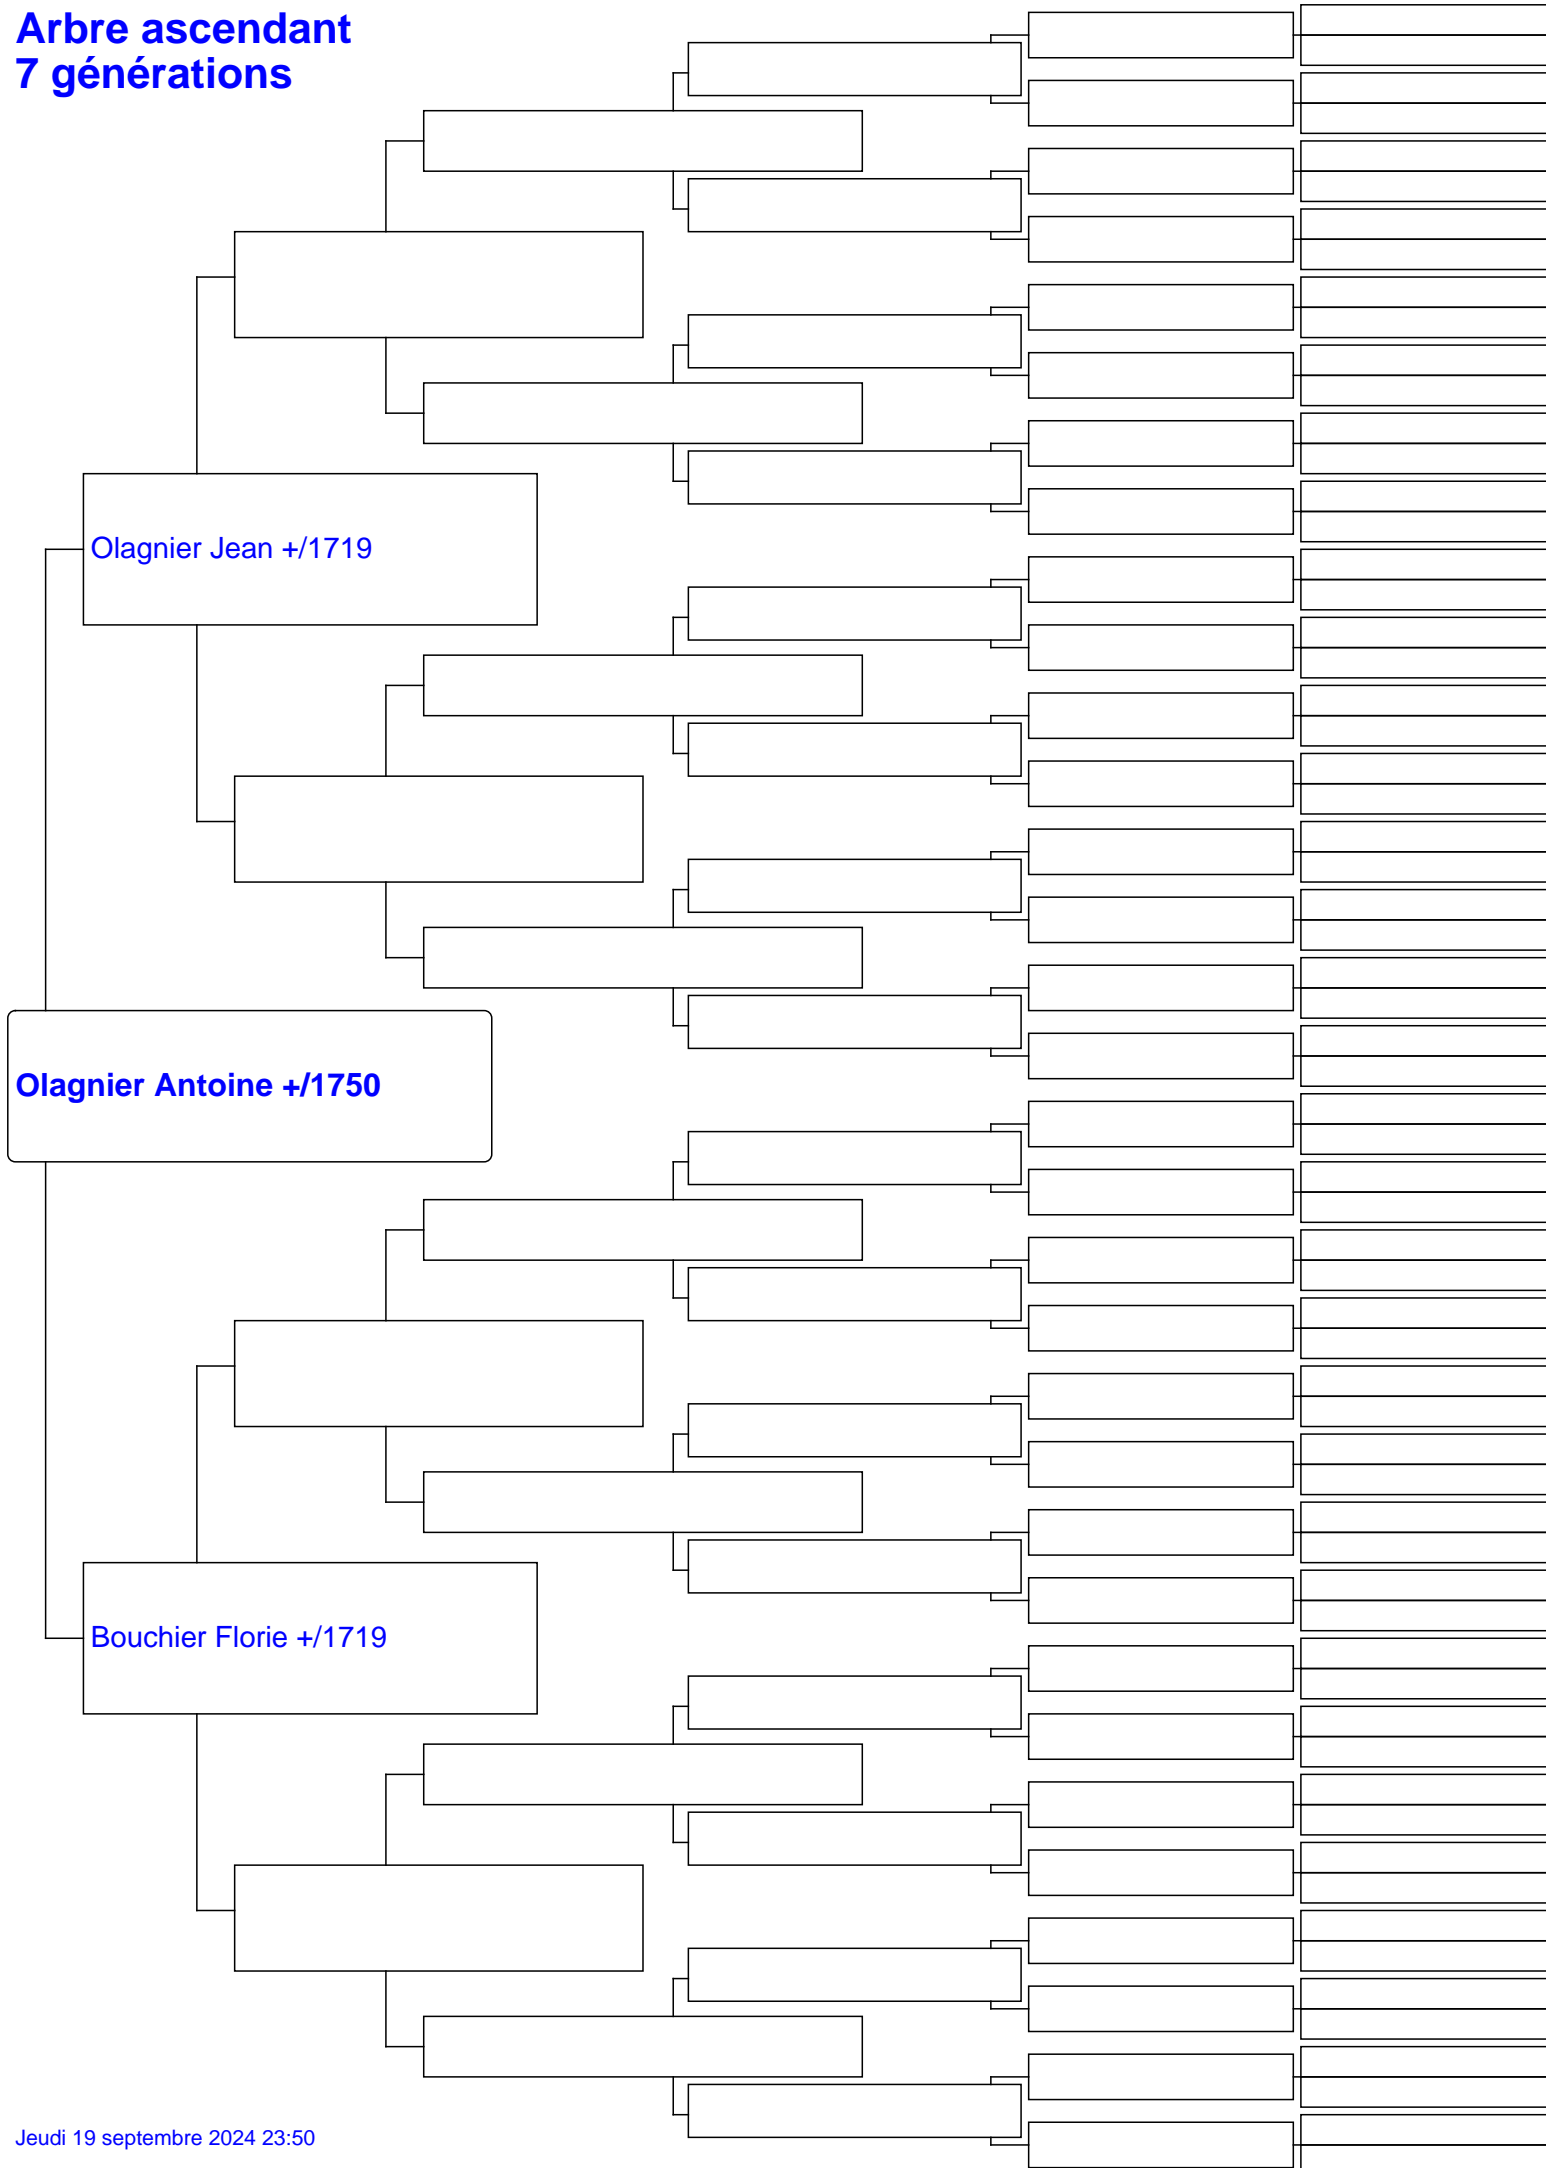 Arbre ascendant
7 générations
Olagnier Jean +/1719
Olagnier Antoine +/1750
Bouchier Florie +/1719
Jeudi 19 septembre 2024 23:50